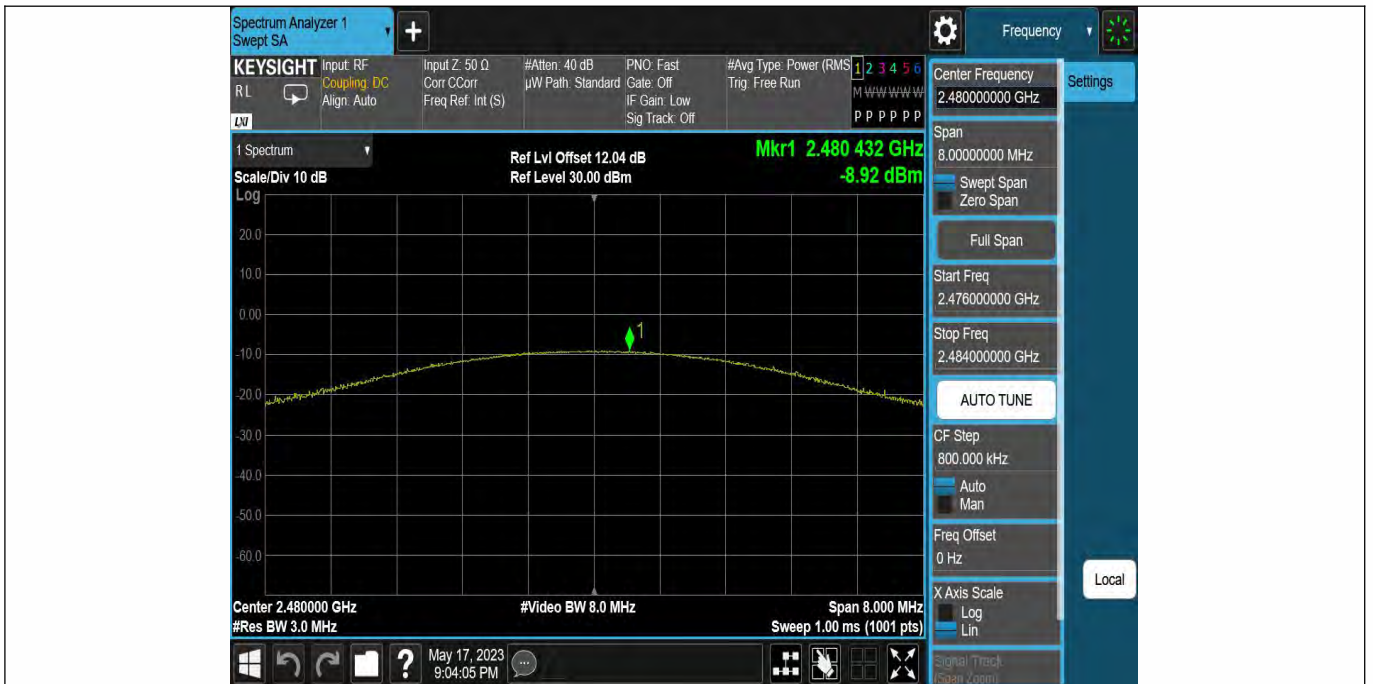 Spectrum Analyzer 1
Swept SA
Frequency
KEYSIGHT
RL
LXI
Input: RF
Coupling: DC
Align: Auto
Input Z: 50 Ω
Corr CCorr
Freq Ref: Int (S)
#Atten: 40 dB
µW Path: Standard
PNO: Fast
Gate: Off
IF Gain: Low
Sig Track: Off
#Avg Type: Power (RMS
Trig: Free Run
1 2 3 4 5 6
M W W W W W
P P P P P P
Center Frequency
2.480000000 GHz
Settings
Span
8.00000000 MHz
Swept Span
Zero Span
Full Span
Start Freq
2.476000000 GHz
Stop Freq
2.484000000 GHz
AUTO TUNE
CF Step
800.000 kHz
Auto
Man
Freq Offset
0 Hz
X Axis Scale
Log
Lin
Signal Track
(Span Zoom)
Local
1 Spectrum
Scale/Div 10 dB
Log
Ref Lvl Offset 12.04 dB
Ref Level 30.00 dBm
Mkr1 2.480 432 GHz
-8.92 dBm
20.0
10.0
0.00
1
-10.0
-20.0
-30.0
-40.0
-50.0
-60.0
Center 2.480000 GHz
#Res BW 3.0 MHz
#Video BW 8.0 MHz
Span 8.000 MHz
Sweep 1.00 ms (1001 pts)
?
May 17, 2023
9:04:05 PM